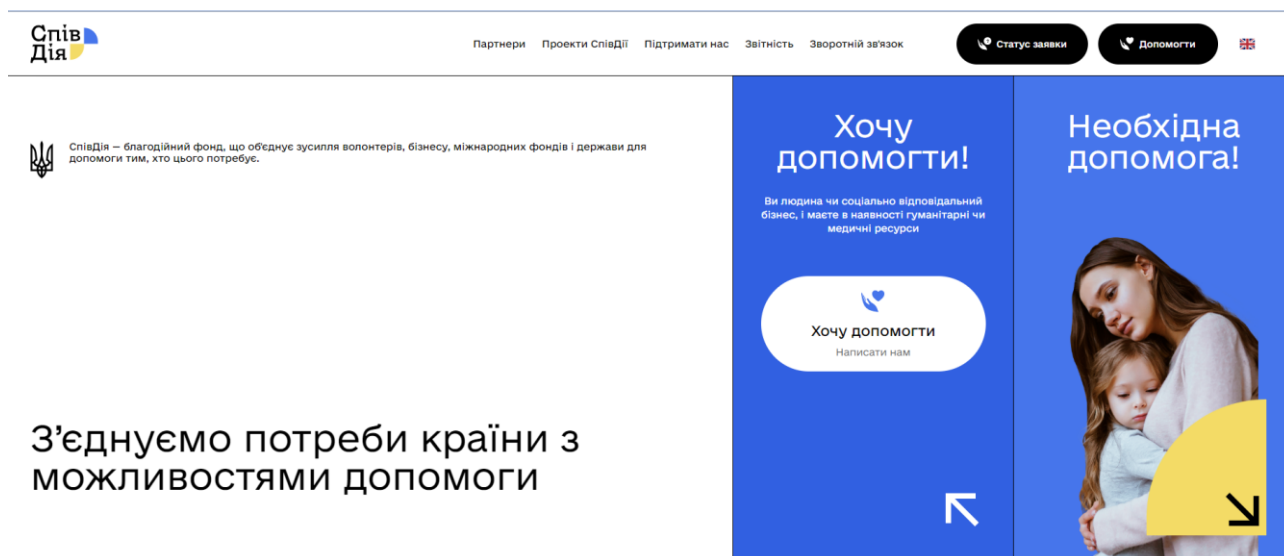 Спів
Дія
Партнери Проекти СпівДії Підтримати нас Звітність Зворотній зв'язок Статус заявки Допомогти
СпівДія — благодійний фонд, що об'єднує зусилля волонтерів, бізнесу, міжнародних фондів і держави для
допомоги тим, хто цього потребує.
З'єднуємо потреби країни з
можливостями допомоги
Хочу
допомогти!
Ви людина чи соціально відповідальний
бізнес, і маєте в наявності гуманітарні чи
медичні ресурси
Хочу допомогти
Написати нам
Необхідна
допомога!